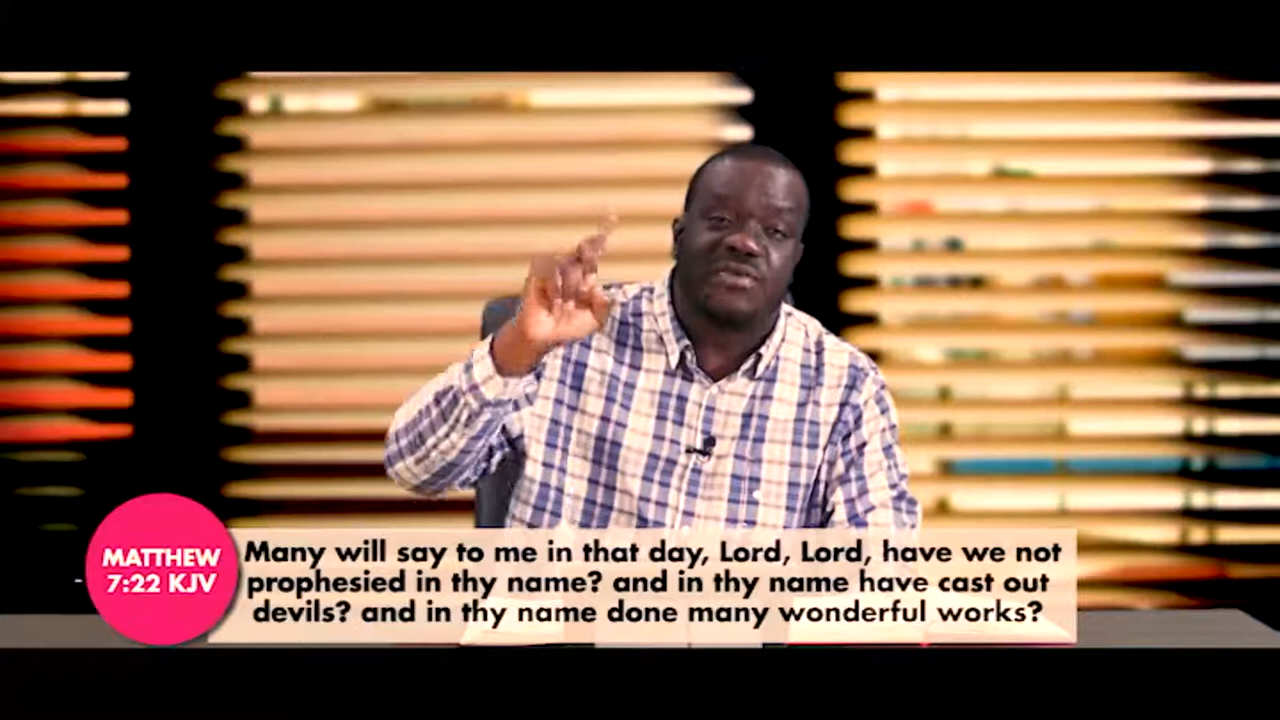 MATTHEW
7:22 KJV
Many will say to me in that day, Lord, Lord, have we not
prophesied in thy name? and in thy name have cast out
devils? and in thy name done many wonderful works?